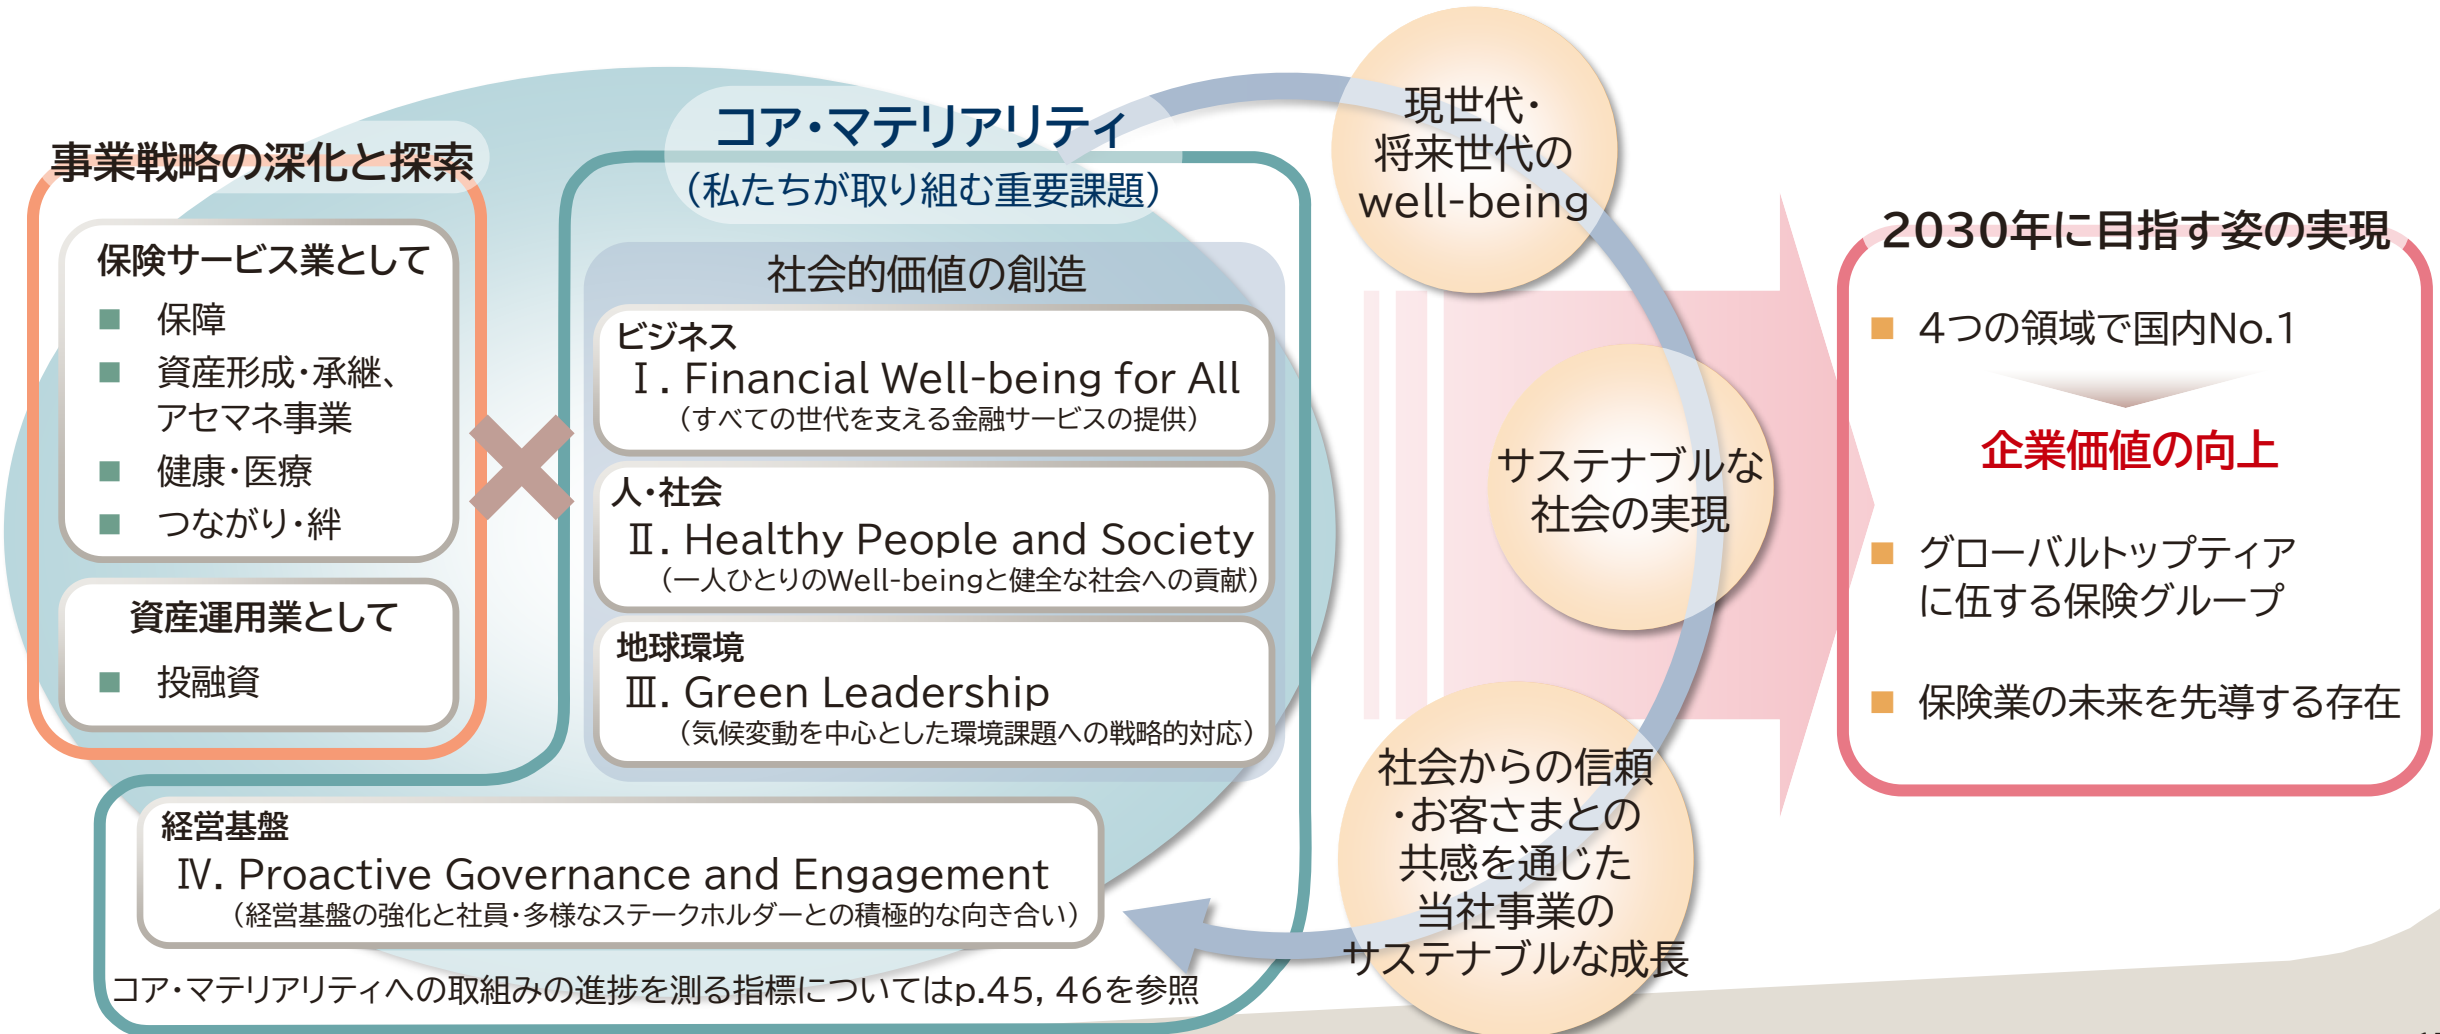 事業戦略の深化と探索
保険サービス業として
■ 保障
■ 資産形成・承継、
アセマネ事業
■ 健康・医療
■ つながり・絆
資産運用業として
■ 投融資
コア・マテリアリティ
（私たちが取り組む重要課題）
社会的価値の創造
ビジネス
Ⅰ. Financial Well-being for All
（すべての世代を支える金融サービスの提供）
人・社会
Ⅱ. Healthy People and Society
（一人ひとりのWell-beingと健全な社会への貢献）
地球環境
Ⅲ. Green Leadership
（気候変動を中心とした環境課題への戦略的対応）
経営基盤
Ⅳ. Proactive Governance and Engagement
（経営基盤の強化と社員・多様なステークホルダーとの積極的な向き合い）
コア・マテリアリティへの取組みの進捗を測る指標についてはp.45, 46を参照
現世代・
将来世代の
well-being
サステナブルな
社会の実現
社会からの信頼
・お客さまとの
共感を通じた
当社事業の
サステナブルな成長
2030年に目指す姿の実現
■ 4つの領域で国内No.1
企業価値の向上
■ グローバルトップティア
に伍する保険グループ
■ 保険業の未来を先導する存在